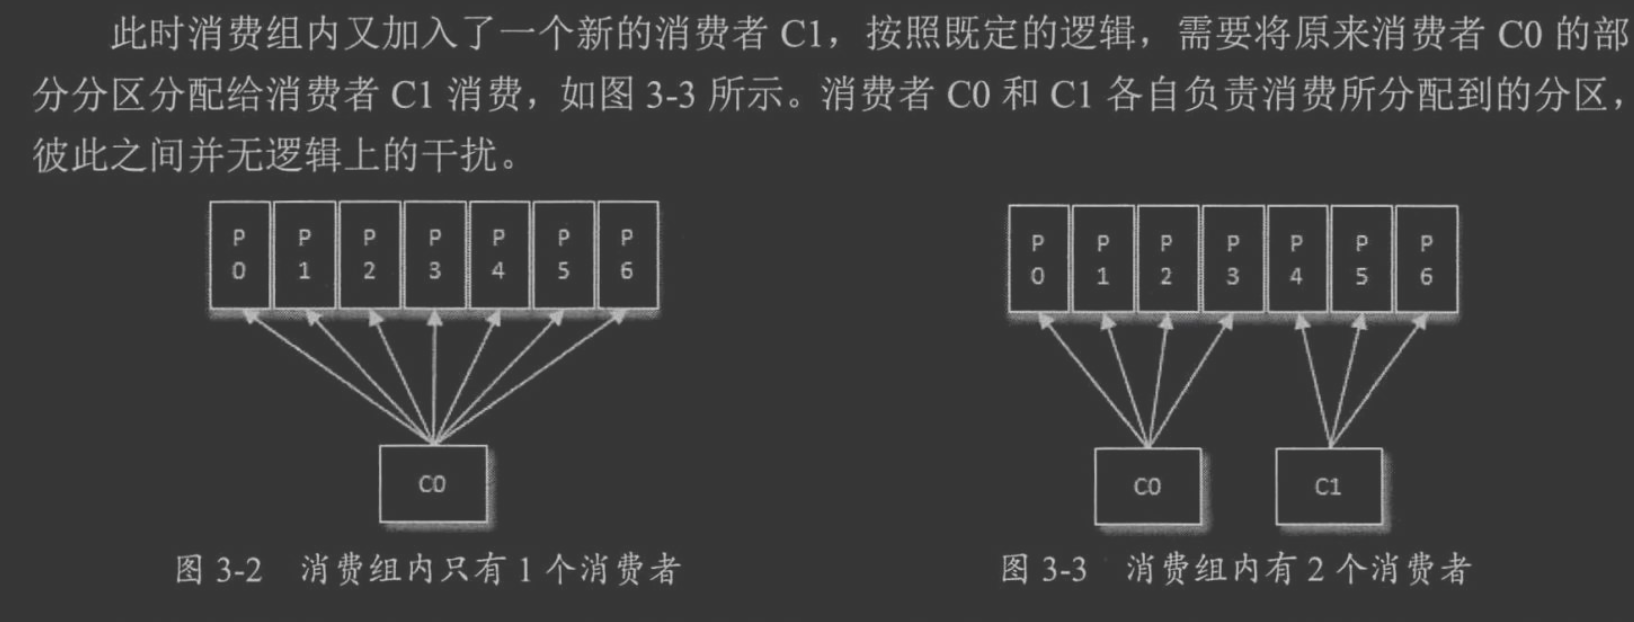 此时消费组内又加入了一个新的消费者 C1，按照既定的逻辑，需要将原来消费者 C0 的部
分分区分配给消费者 C1 消费，如图 3-3 所示。消费者 C0 和 C1 各自负责消费所分配到的分区，
彼此之间并无逻辑上的干扰。
P 0 P 1 P 2 P 3 P 4 P 5 P 6
P 0 P 1 P 2 P 3 P 4 P 5 P 6
C0
C0 C1
图 3-2 消费组内只有 1 个消费者
图 3-3 消费组内有 2 个消费者